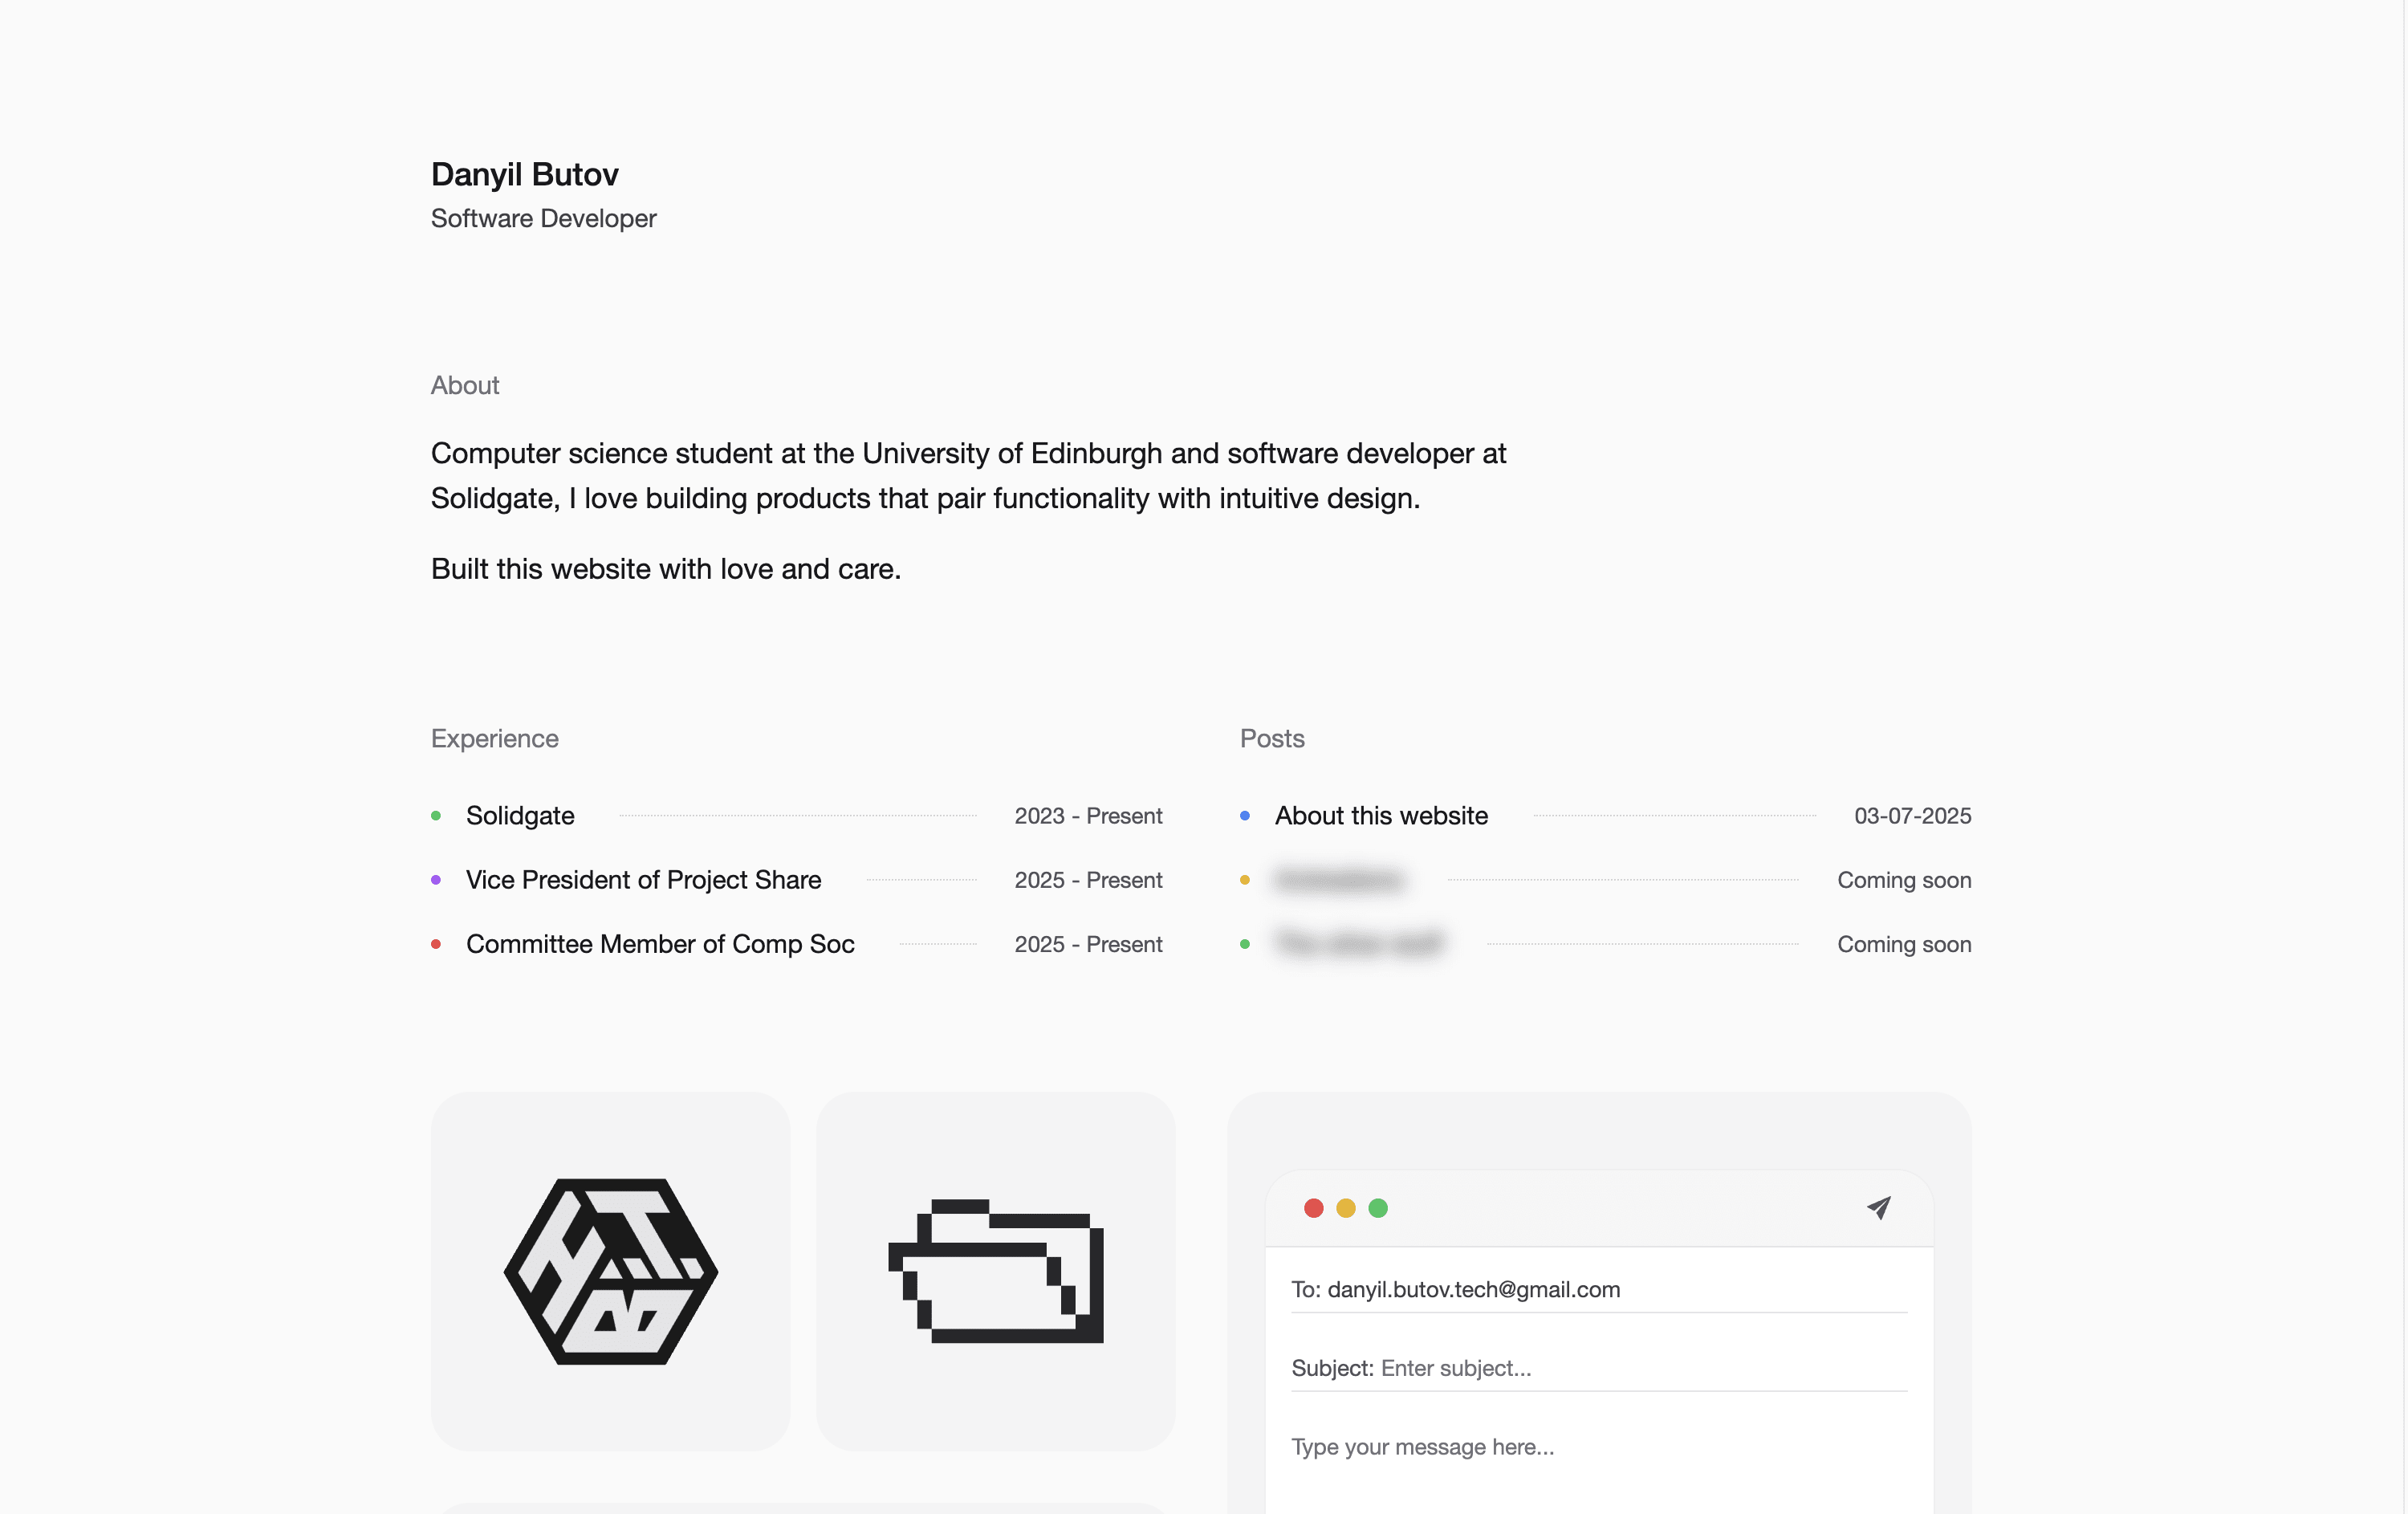 Danyil Butov
Software Developer
About
Computer science student at the University of Edinburgh and software developer at
Solidgate, I love building products that pair functionality with intuitive design.
Built this website with love and care.
Experience
Solidgate 2023 - Present
Vice President of Project Share 2025 - Present
Committee Member of Comp Soc 2025 - Present
Posts
About this website 03-07-2025
Coming soon
Coming soon
HTB
To: danyil.butov.tech@gmail.com
Subject: Enter subject...
Type your message here...